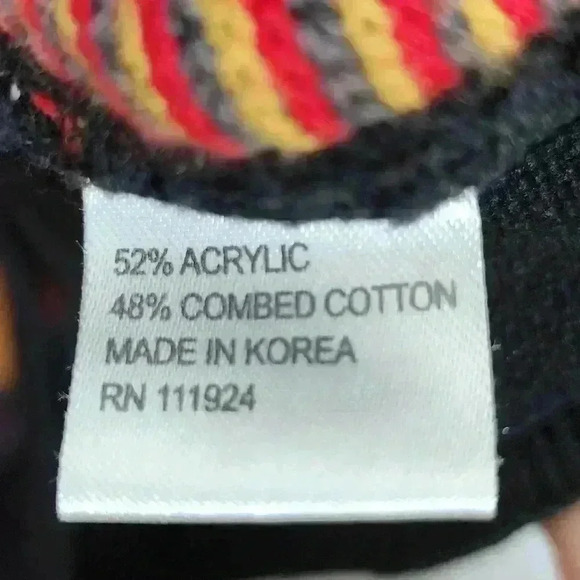 52% ACRYLIC
48% COMBED COTTON
MADE IN KOREA
RN 111924